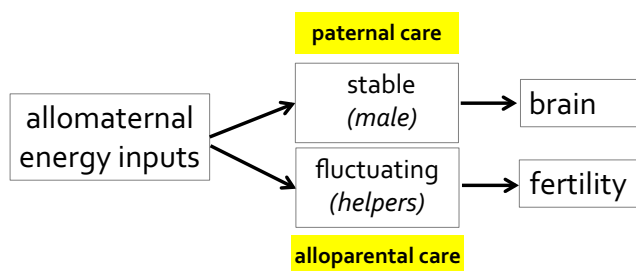 paternal care
allomaternal
energy inputs
stable
(male)
brain
fluctuating
(helpers)
fertility
alloparental care